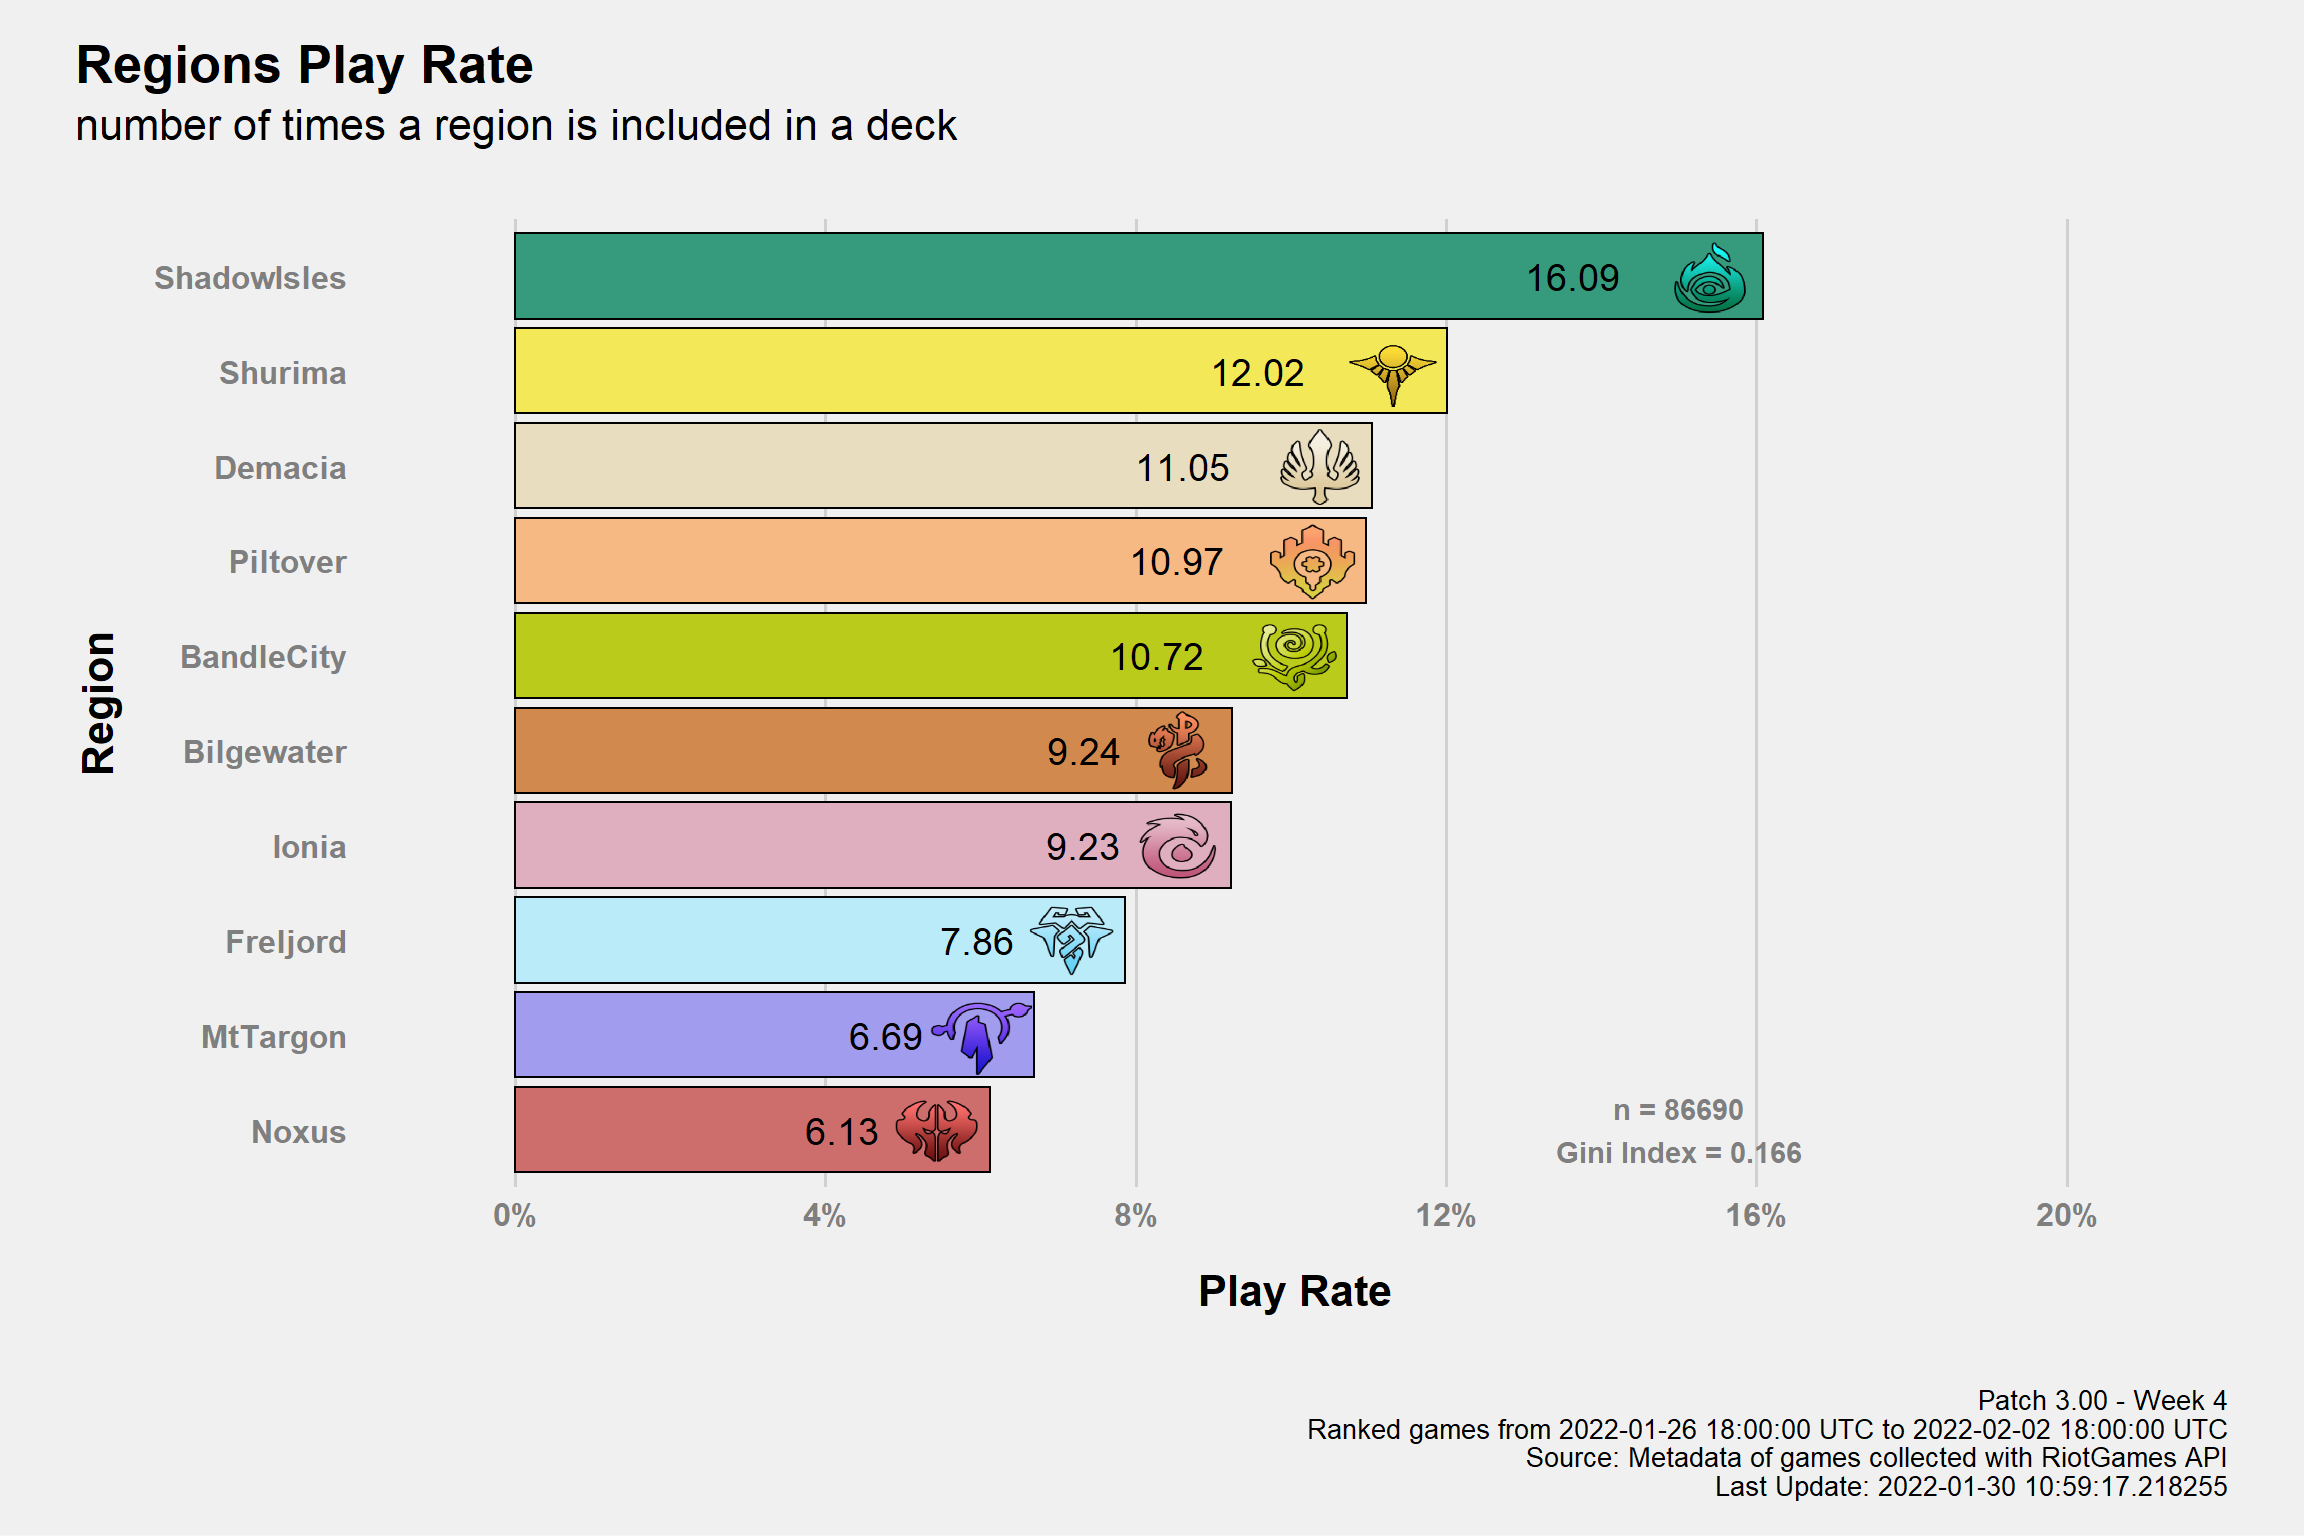 Regions Play Rate
number of times a region is included in a deck
Region
ShadowIsles 16.09
Shurima 12.02
Demacia 11.05
Piltover 10.97
BandleCity 10.72
Bilgewater 9.24
Ionia 9.23
Freljord 7.86
MtTargon 6.69
Noxus 6.13
n = 86690
Gini Index = 0.166
0% 4% 8% 12% 16% 20%
Play Rate
Patch 3.00 - Week 4
Ranked games from 2022-01-26 18:00:00 UTC to 2022-02-02 18:00:00 UTC
Source: Metadata of games collected with RiotGames API
Last Update: 2022-01-30 10:59:17.218255